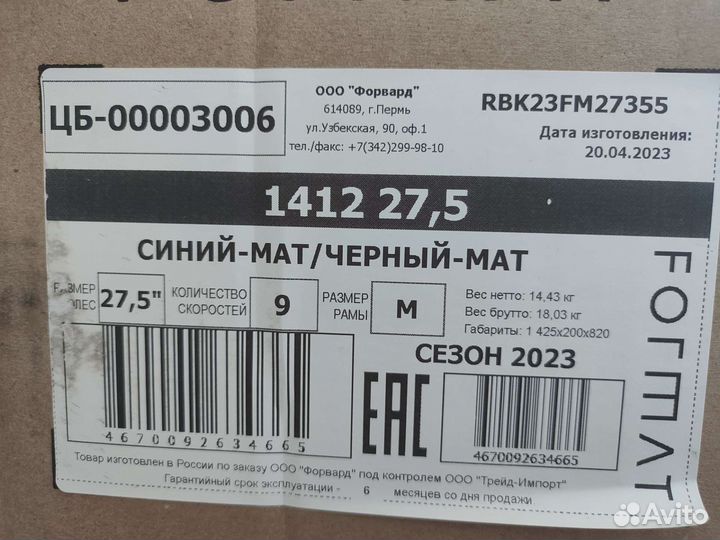 ЦБ-00003006
ООО "Форвард"
614089, г.Пермь
ул.Узбекская, 90, оф.1
тел./факс: +7(342)299-98-10
RBK23FM27355
Дата изготовления:
20.04.2023
1412 27,5
СИНИЙ-МАТ/ЧЕРНЫЙ-МАТ
РАЗМЕР
КОЛЕС
27,5"
КОЛИЧЕСТВО
СКОРОСТЕЙ
9
РАЗМЕР
РАМЫ
M
Вес нетто: 14,43 кг
Вес брутто: 18,03 кг
Габариты: 1 425x200x820
СЕЗОН 2023
4670092634665
EAC
4670092634665
Товар изготовлен в России по заказу ООО "Форвард" под контролем ООО "Трейд-Импорт"
Гарантийный срок эксплуатации - 6 месяцев со дня продажи
FORMAT
Avito